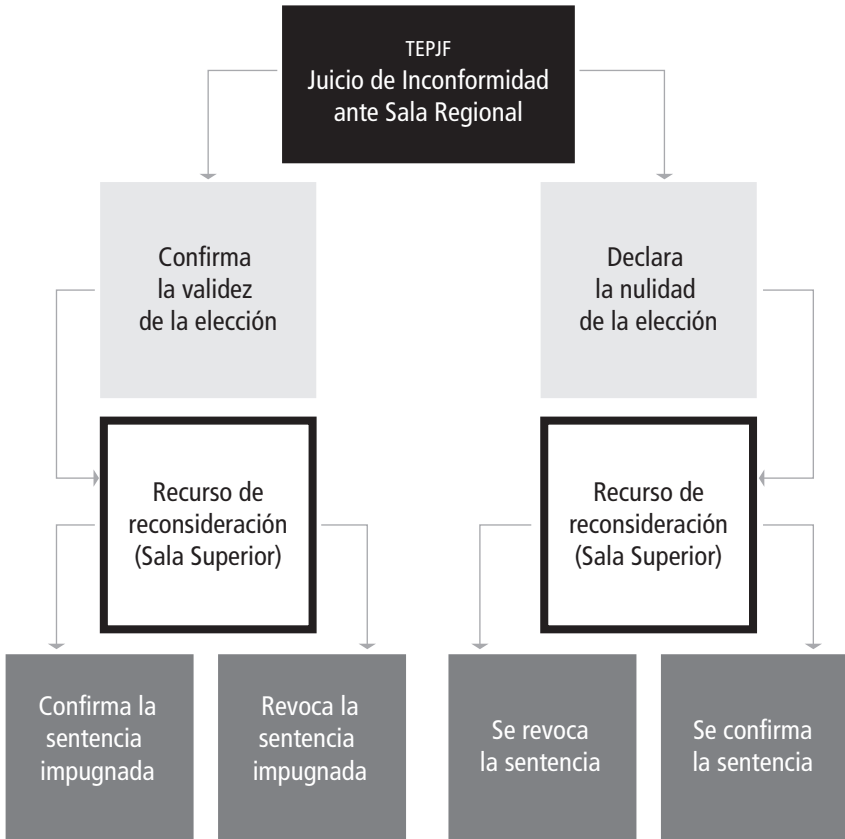 TEPJF
Juicio de Inconformidad
ante Sala Regional
Confirma
la validez
de la elección
Declara
la nulidad
de la elección
Recurso de
reconsideración
(Sala Superior)
Recurso de
reconsideración
(Sala Superior)
Confirma la
sentencia
impugnada
Revoca la
sentencia
impugnada
Se revoca
la sentencia
Se confirma
la sentencia